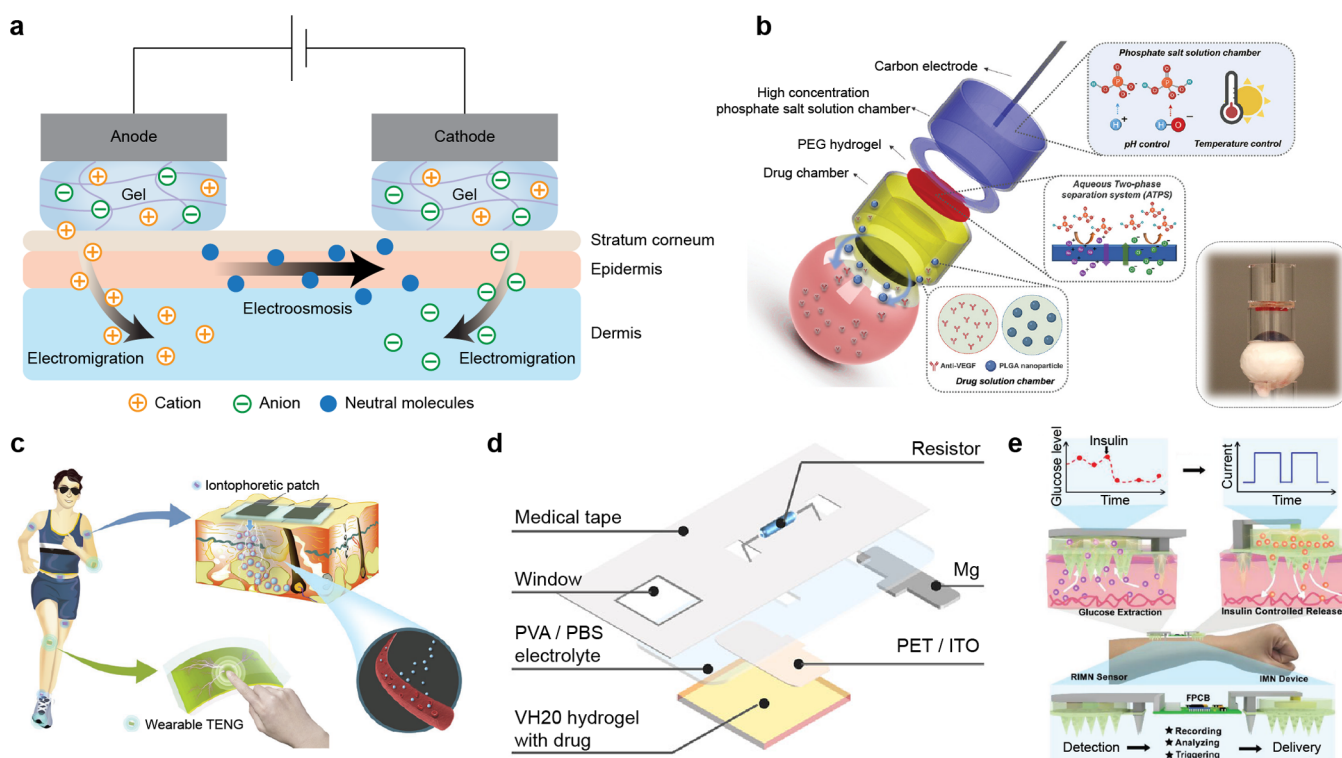 a
Anode
Cathode
Gel
Gel
Stratum corneum
Epidermis
Electroosmosis
Dermis
Electromigration
Electromigration
Cation
Anion
Neutral molecules
b
Carbon electrode
High concentration
phosphate salt solution chamber
PEG hydrogel
Drug chamber
Phosphate salt solution chamber
H+
H-O−
pH control
Temperature control
Aqueous Two-phase
separation system (ATPS)
Anti-VEGF
PLGA nanoparticle
Drug solution chamber
c
Iontophoretic patch
Wearable TENG
d
Resistor
Medical tape
Window
Mg
PVA / PBS
electrolyte
PET / ITO
VH20 hydrogel
with drug
e
Glucose level
Insulin
Time
Current
Time
Glucose Extraction
Insulin Controlled Release
RIMN Sensor
IMN Device
FPCB
Detection
Recording
Analyzing
Triggering
Delivery